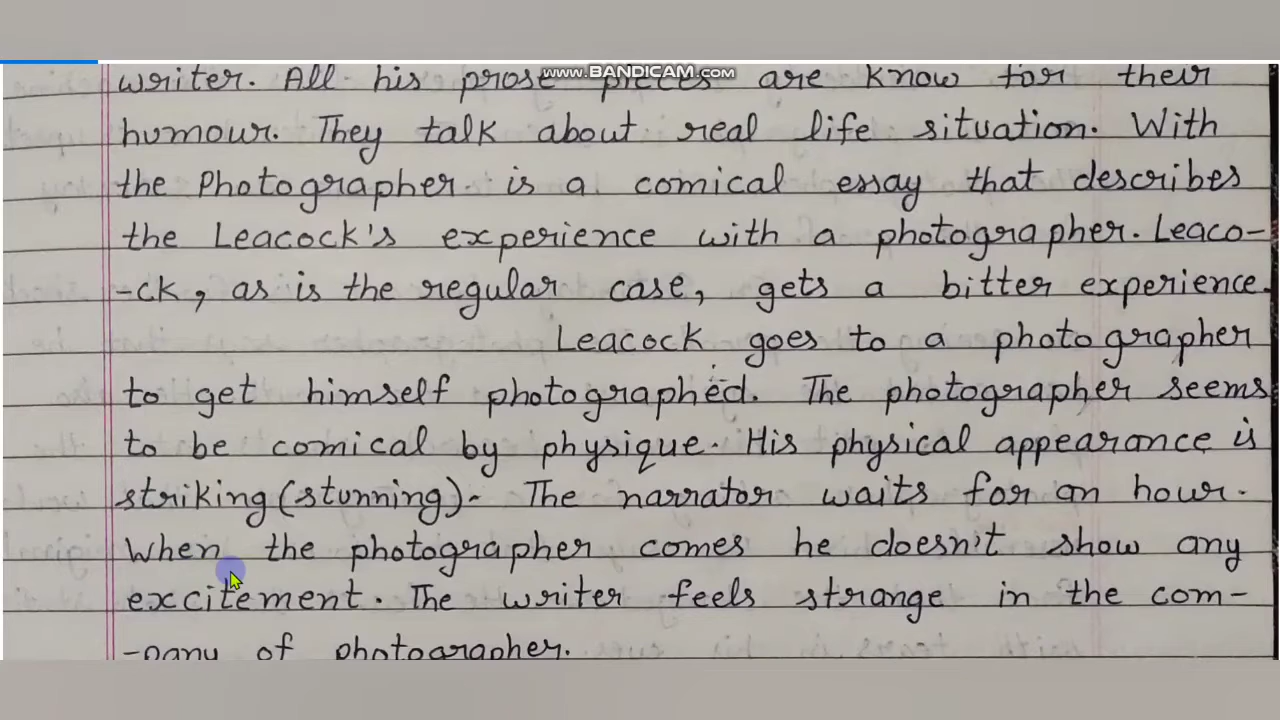 www.BANDICAM.com
writer. All his prose pieces are know for their
humour. They talk about real life situation. With
the Photographer is a comical essay that describes
the Leacock's experience with a photographer. Leaco-
-ck, as is the regular case, gets a bitter experience.
Leacock goes to a photographer
to get himself photographed. The photographer seems
to be comical by physique. His physical appearance is
striking (stunning). The narrator waits for an hour.
When the photographer comes he doesn't show any
excitement. The writer feels strange in the com-
-pany of photographer.